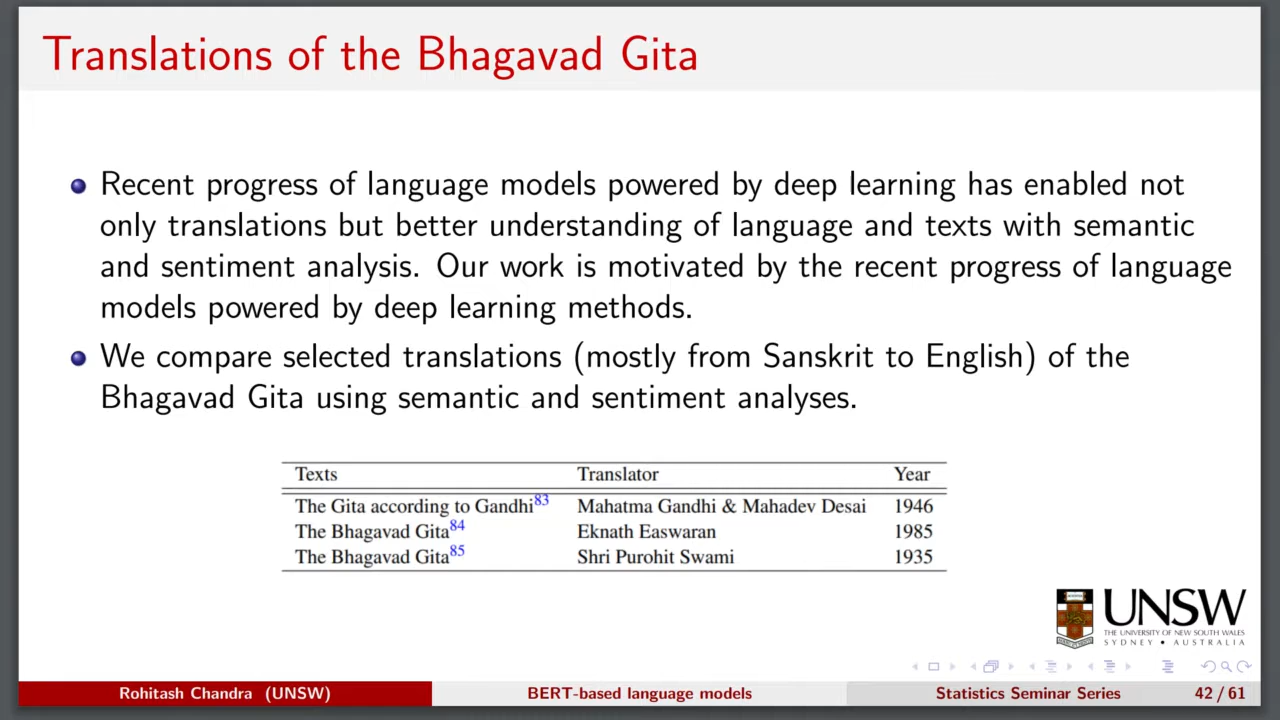 Translations of the Bhagavad Gita
Recent progress of language models powered by deep learning has enabled not
only translations but better understanding of language and texts with semantic
and sentiment analysis. Our work is motivated by the recent progress of language
models powered by deep learning methods.
We compare selected translations (mostly from Sanskrit to English) of the
Bhagavad Gita using semantic and sentiment analyses.
Texts Translator Year
The Gita according to Gandhi83 Mahatma Gandhi & Mahadev Desai 1946
The Bhagavad Gita84 Eknath Easwaran 1985
The Bhagavad Gita85 Shri Purohit Swami 1935
UNSW
THE UNIVERSITY OF NEW SOUTH WALES
SYDNEY • AUSTRALIA
Rohitash Chandra (UNSW) BERT-based language models Statistics Seminar Series 42 / 61